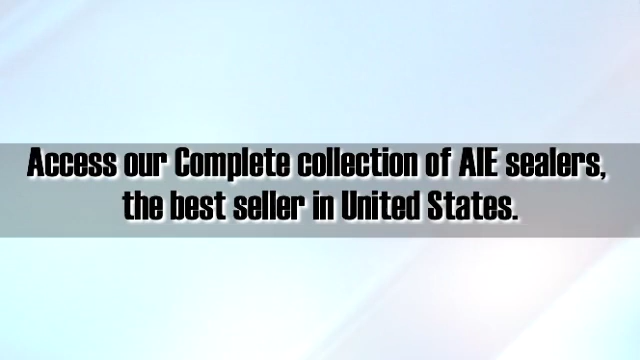 Access our Complete collection of AIE sealers,
the best seller in United States.